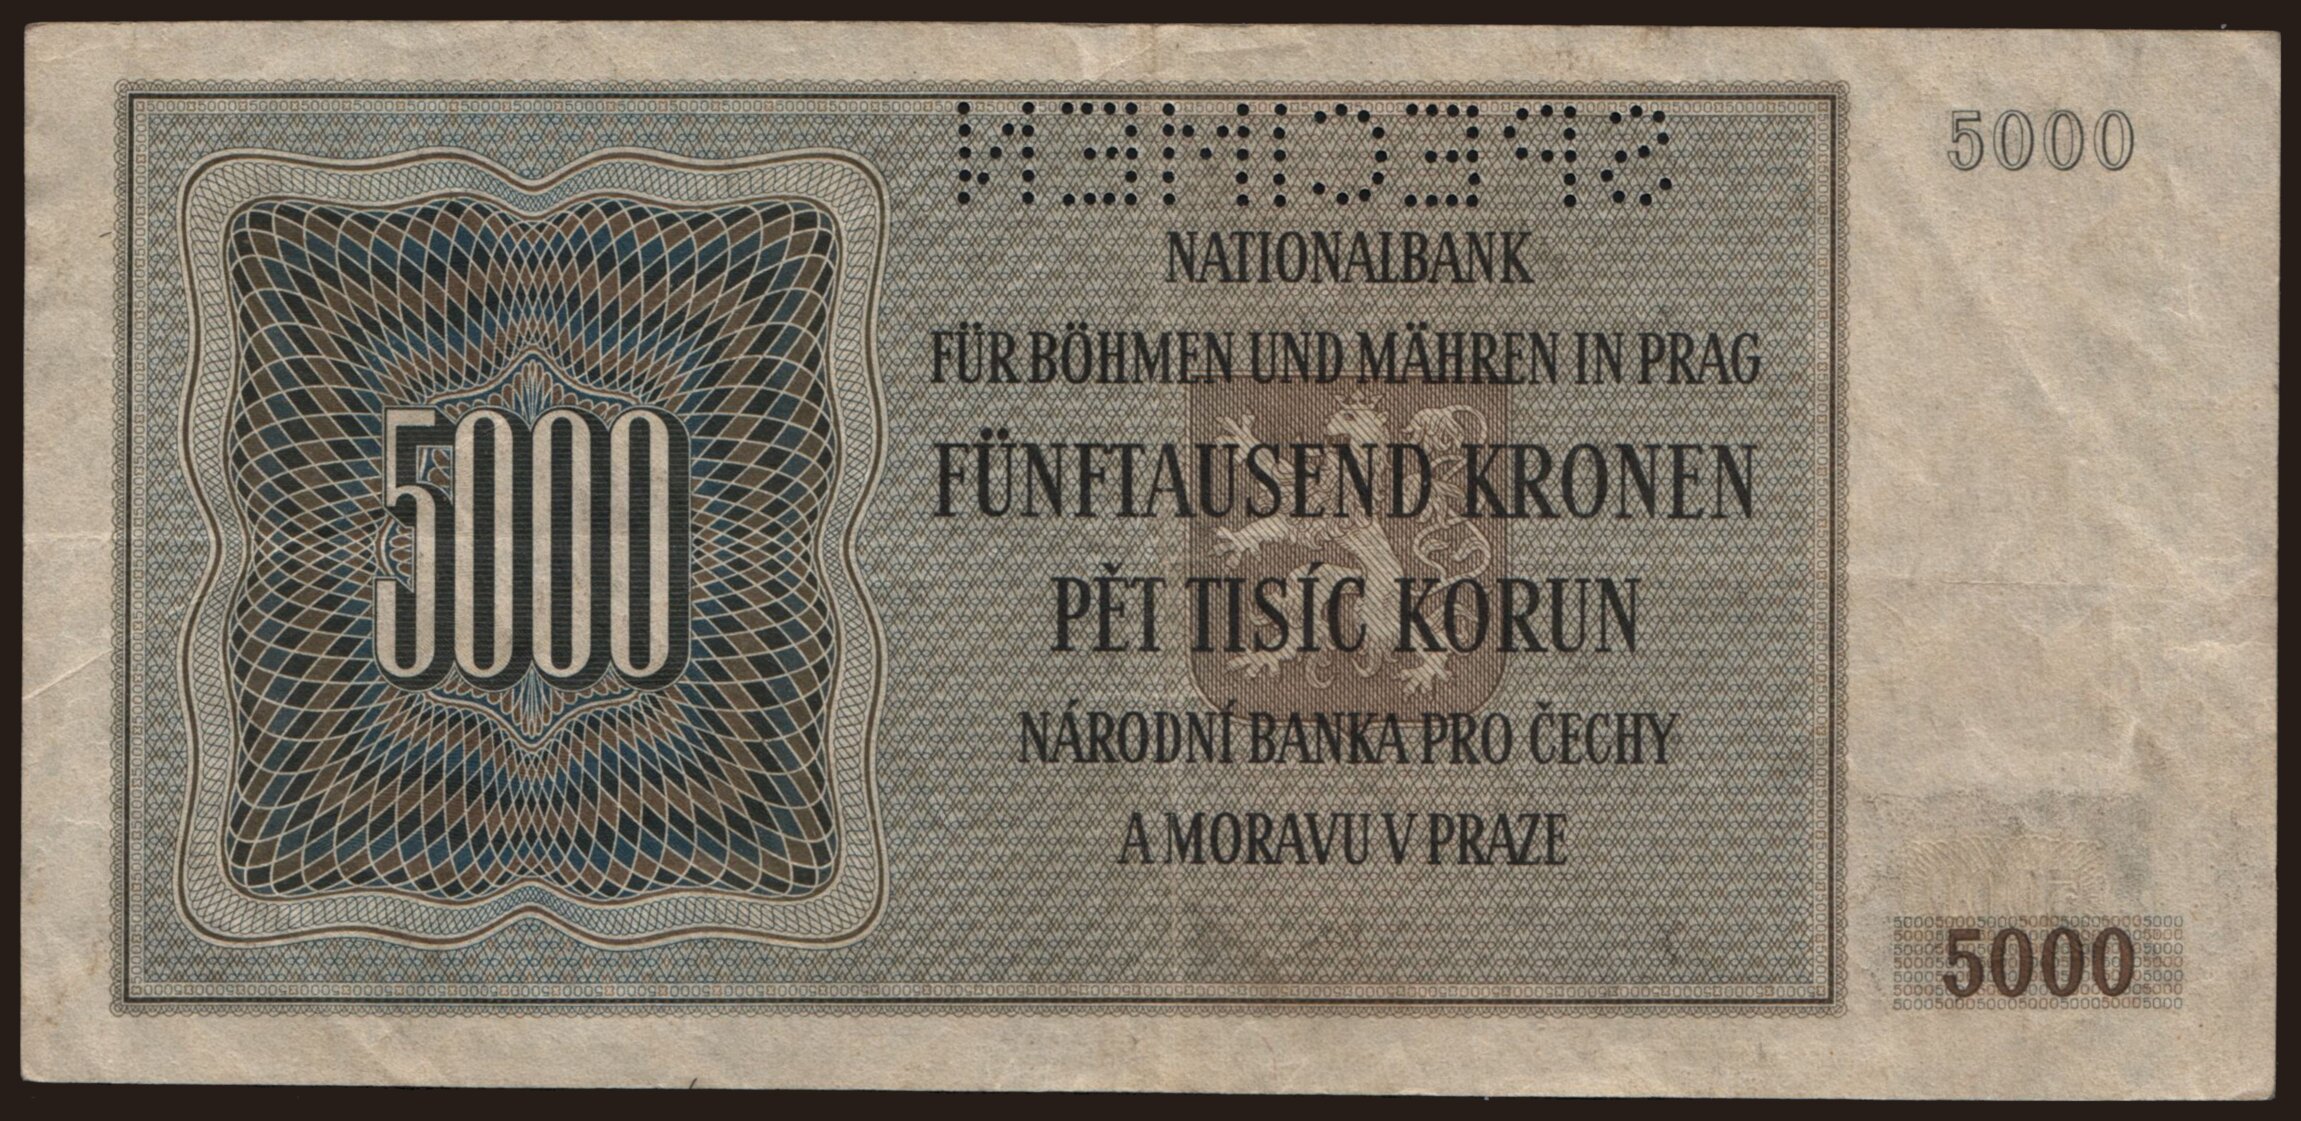 SPECIMEN
5000
NATIONALBANK
FÜR BÖHMEN UND MÄHREN IN PRAG
5000
FÜNFTAUSEND KRONEN
PĚT TISÍC KORUN
NÁRODNÍ BANKA PRO ČECHY
A MORAVU V PRAZE
5000